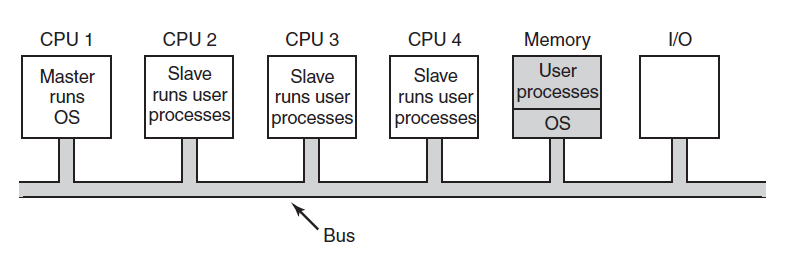 CPU 1
Master
runs
OS
CPU 2
Slave
runs user
processes
CPU 3
Slave
runs user
processes
CPU 4
Slave
runs user
processes
Memory
User
processes
OS
I/O
Bus